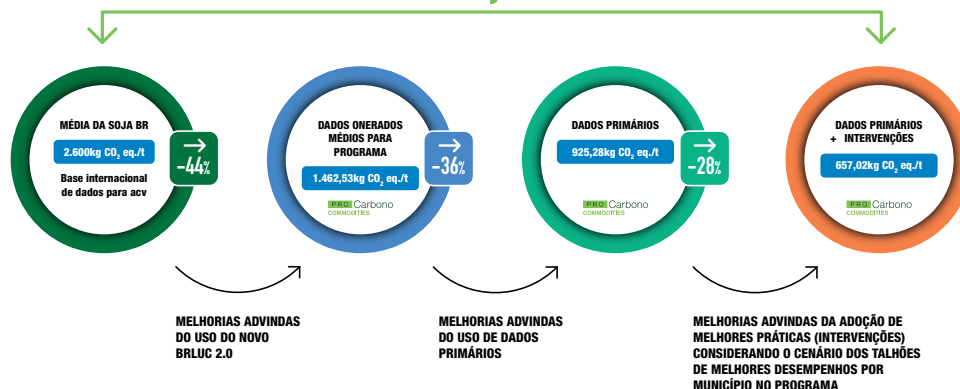 MÉDIA DA SOJA BR
2.600kg CO2 eq./t
Base internacional
de dados para acv
→
-44%
DADOS ONERADOS
MÉDIOS PARA
PROGRAMA
1.462,53kg CO2 eq./t
PRO Carbono
COMMODITIES
→
-36%
DADOS PRIMÁRIOS
925,28kg CO2 eq./t
PRO Carbono
COMMODITIES
→
-28%
DADOS PRIMÁRIOS
+ INTERVENÇÕES
657,02kg CO2 eq./t
PRO Carbono
COMMODITIES
MELHORIAS ADVINDAS
DO USO DO NOVO
BRLUC 2.0
MELHORIAS ADVINDAS
DO USO DE DADOS
PRIMÁRIOS
MELHORIAS ADVINDAS DA ADOÇÃO DE
MELHORES PRÁTICAS (INTERVENÇÕES)
CONSIDERANDO O CENÁRIO DOS TALHÕES
DE MELHORES DESEMPENHOS POR
MUNICÍPIO NO PROGRAMA